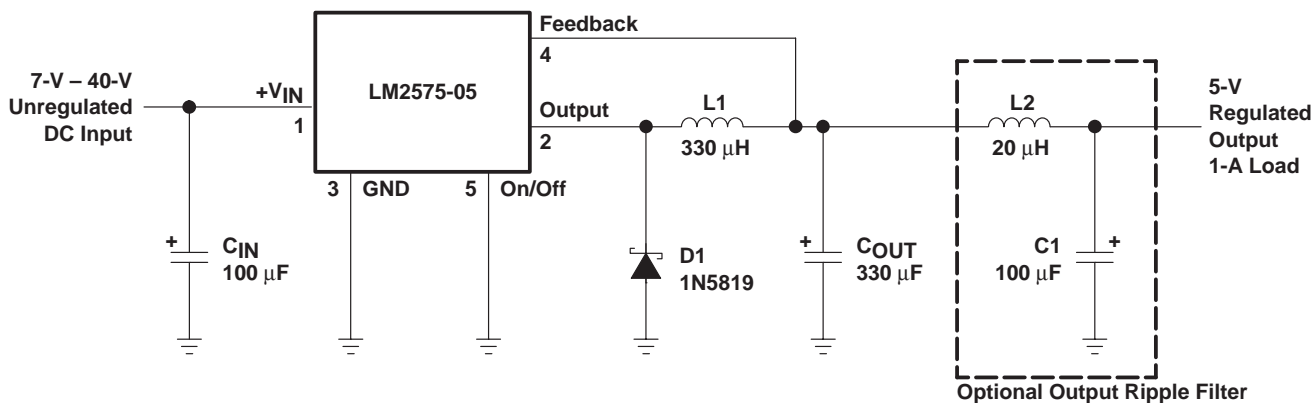 7-V – 40-V
Unregulated
DC Input
+VIN
1
LM2575-05
Feedback
4
Output
2
3 GND
5 On/Off
CIN
100 μF
+
L1
330 μH
D1
1N5819
+
COUT
330 μF
L2
20 μH
C1
100 μF
+
5-V
Regulated
Output
1-A Load
Optional Output Ripple Filter